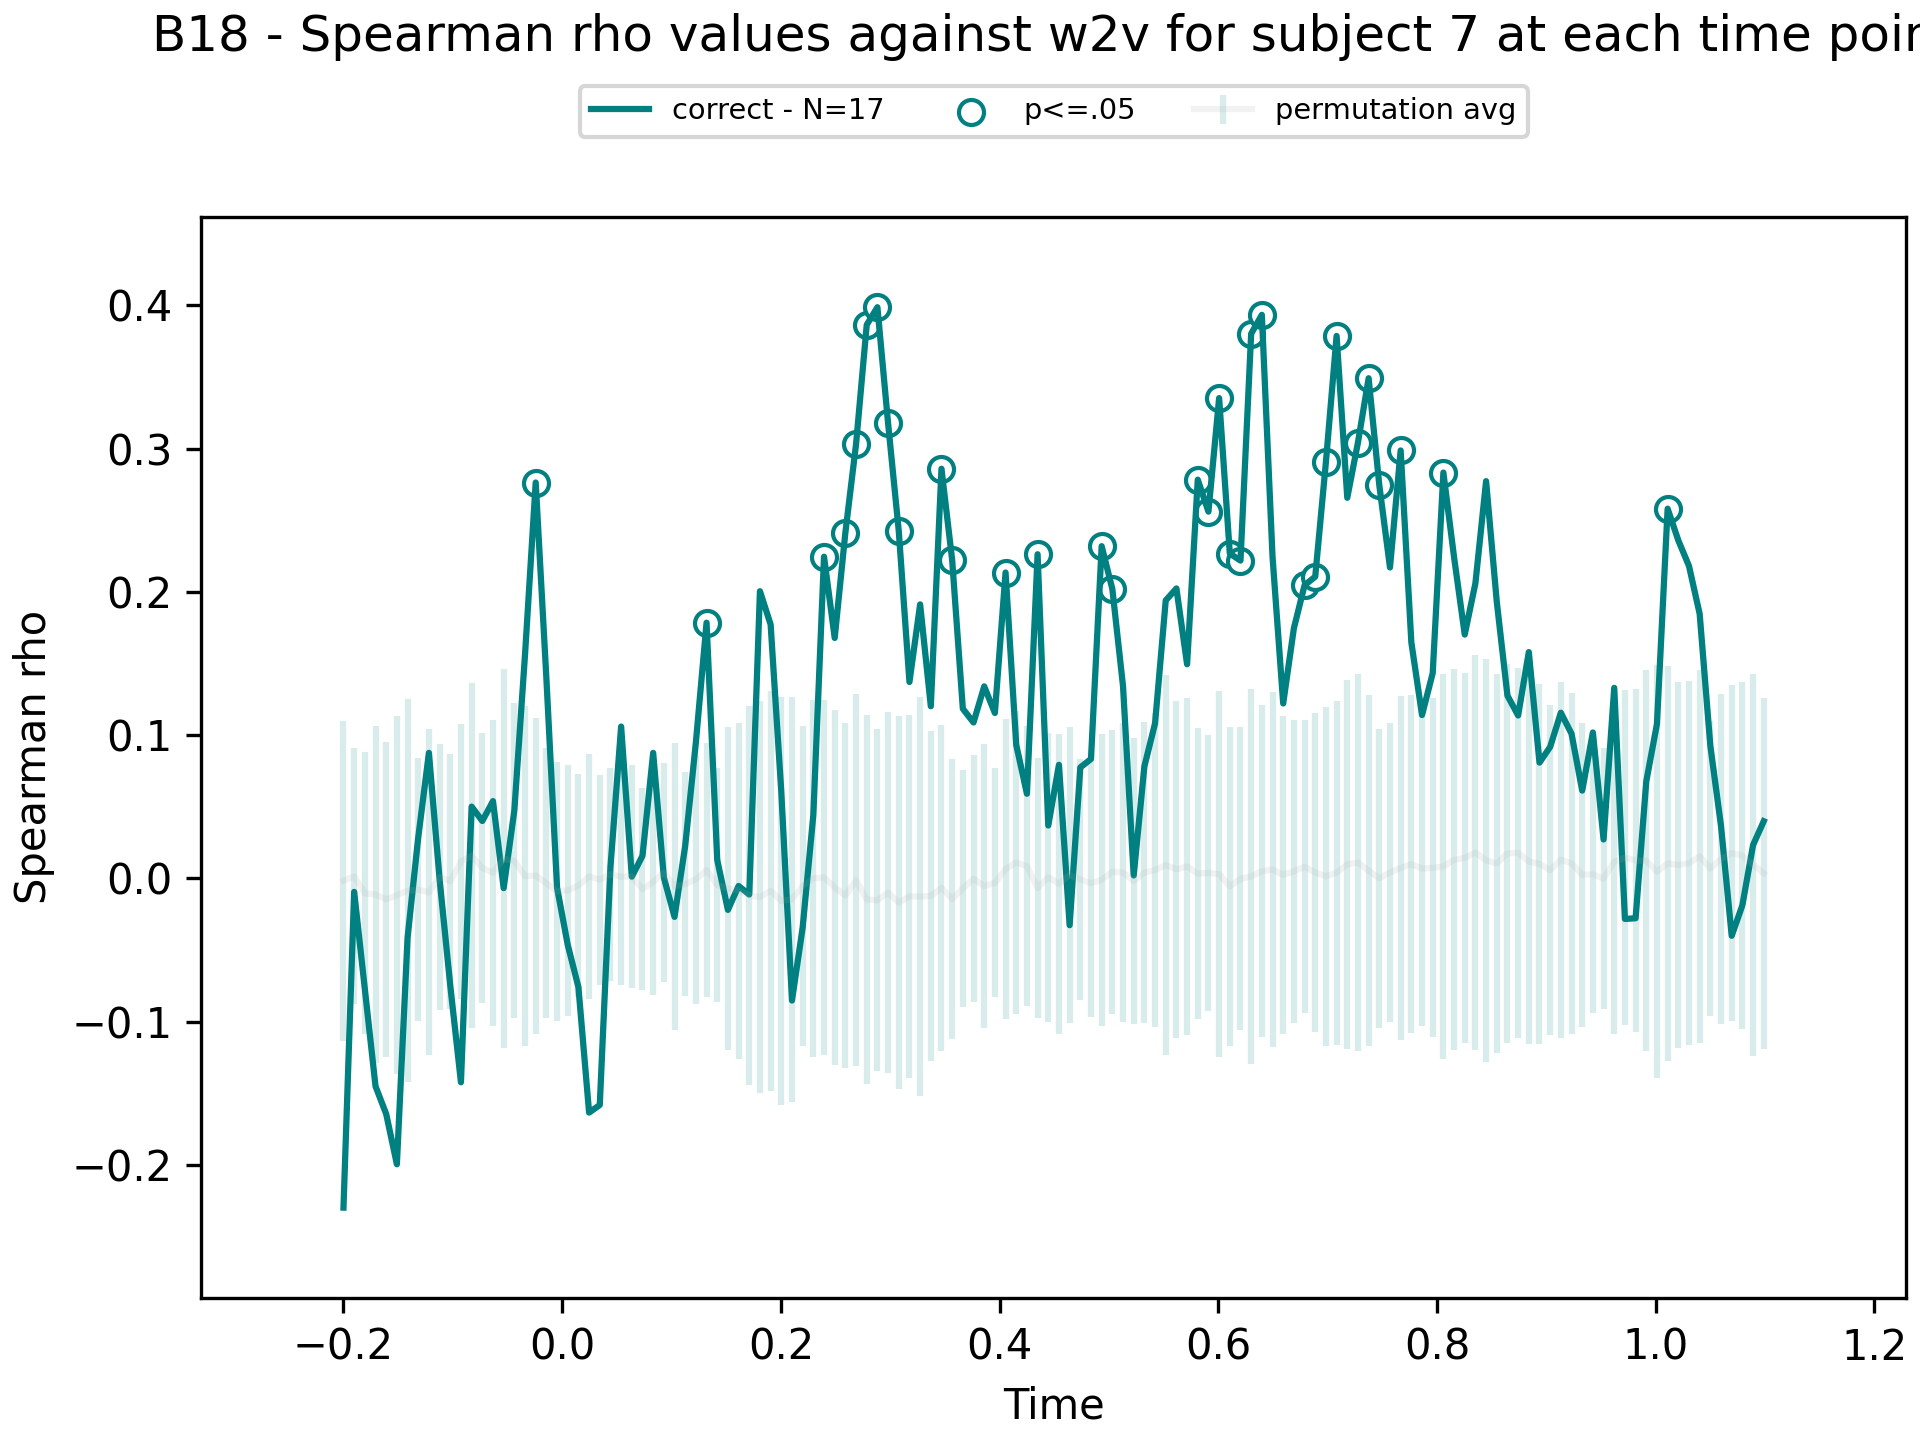 B18 - Spearman rho values against w2v for subject 7 at each time poin
correct - N=17 p<=.05 permutation avg
0.4
0.3
0.2
0.1
0.0
−0.1
−0.2
Spearman rho
−0.2 0.0 0.2 0.4 0.6 0.8 1.0 1.2
Time